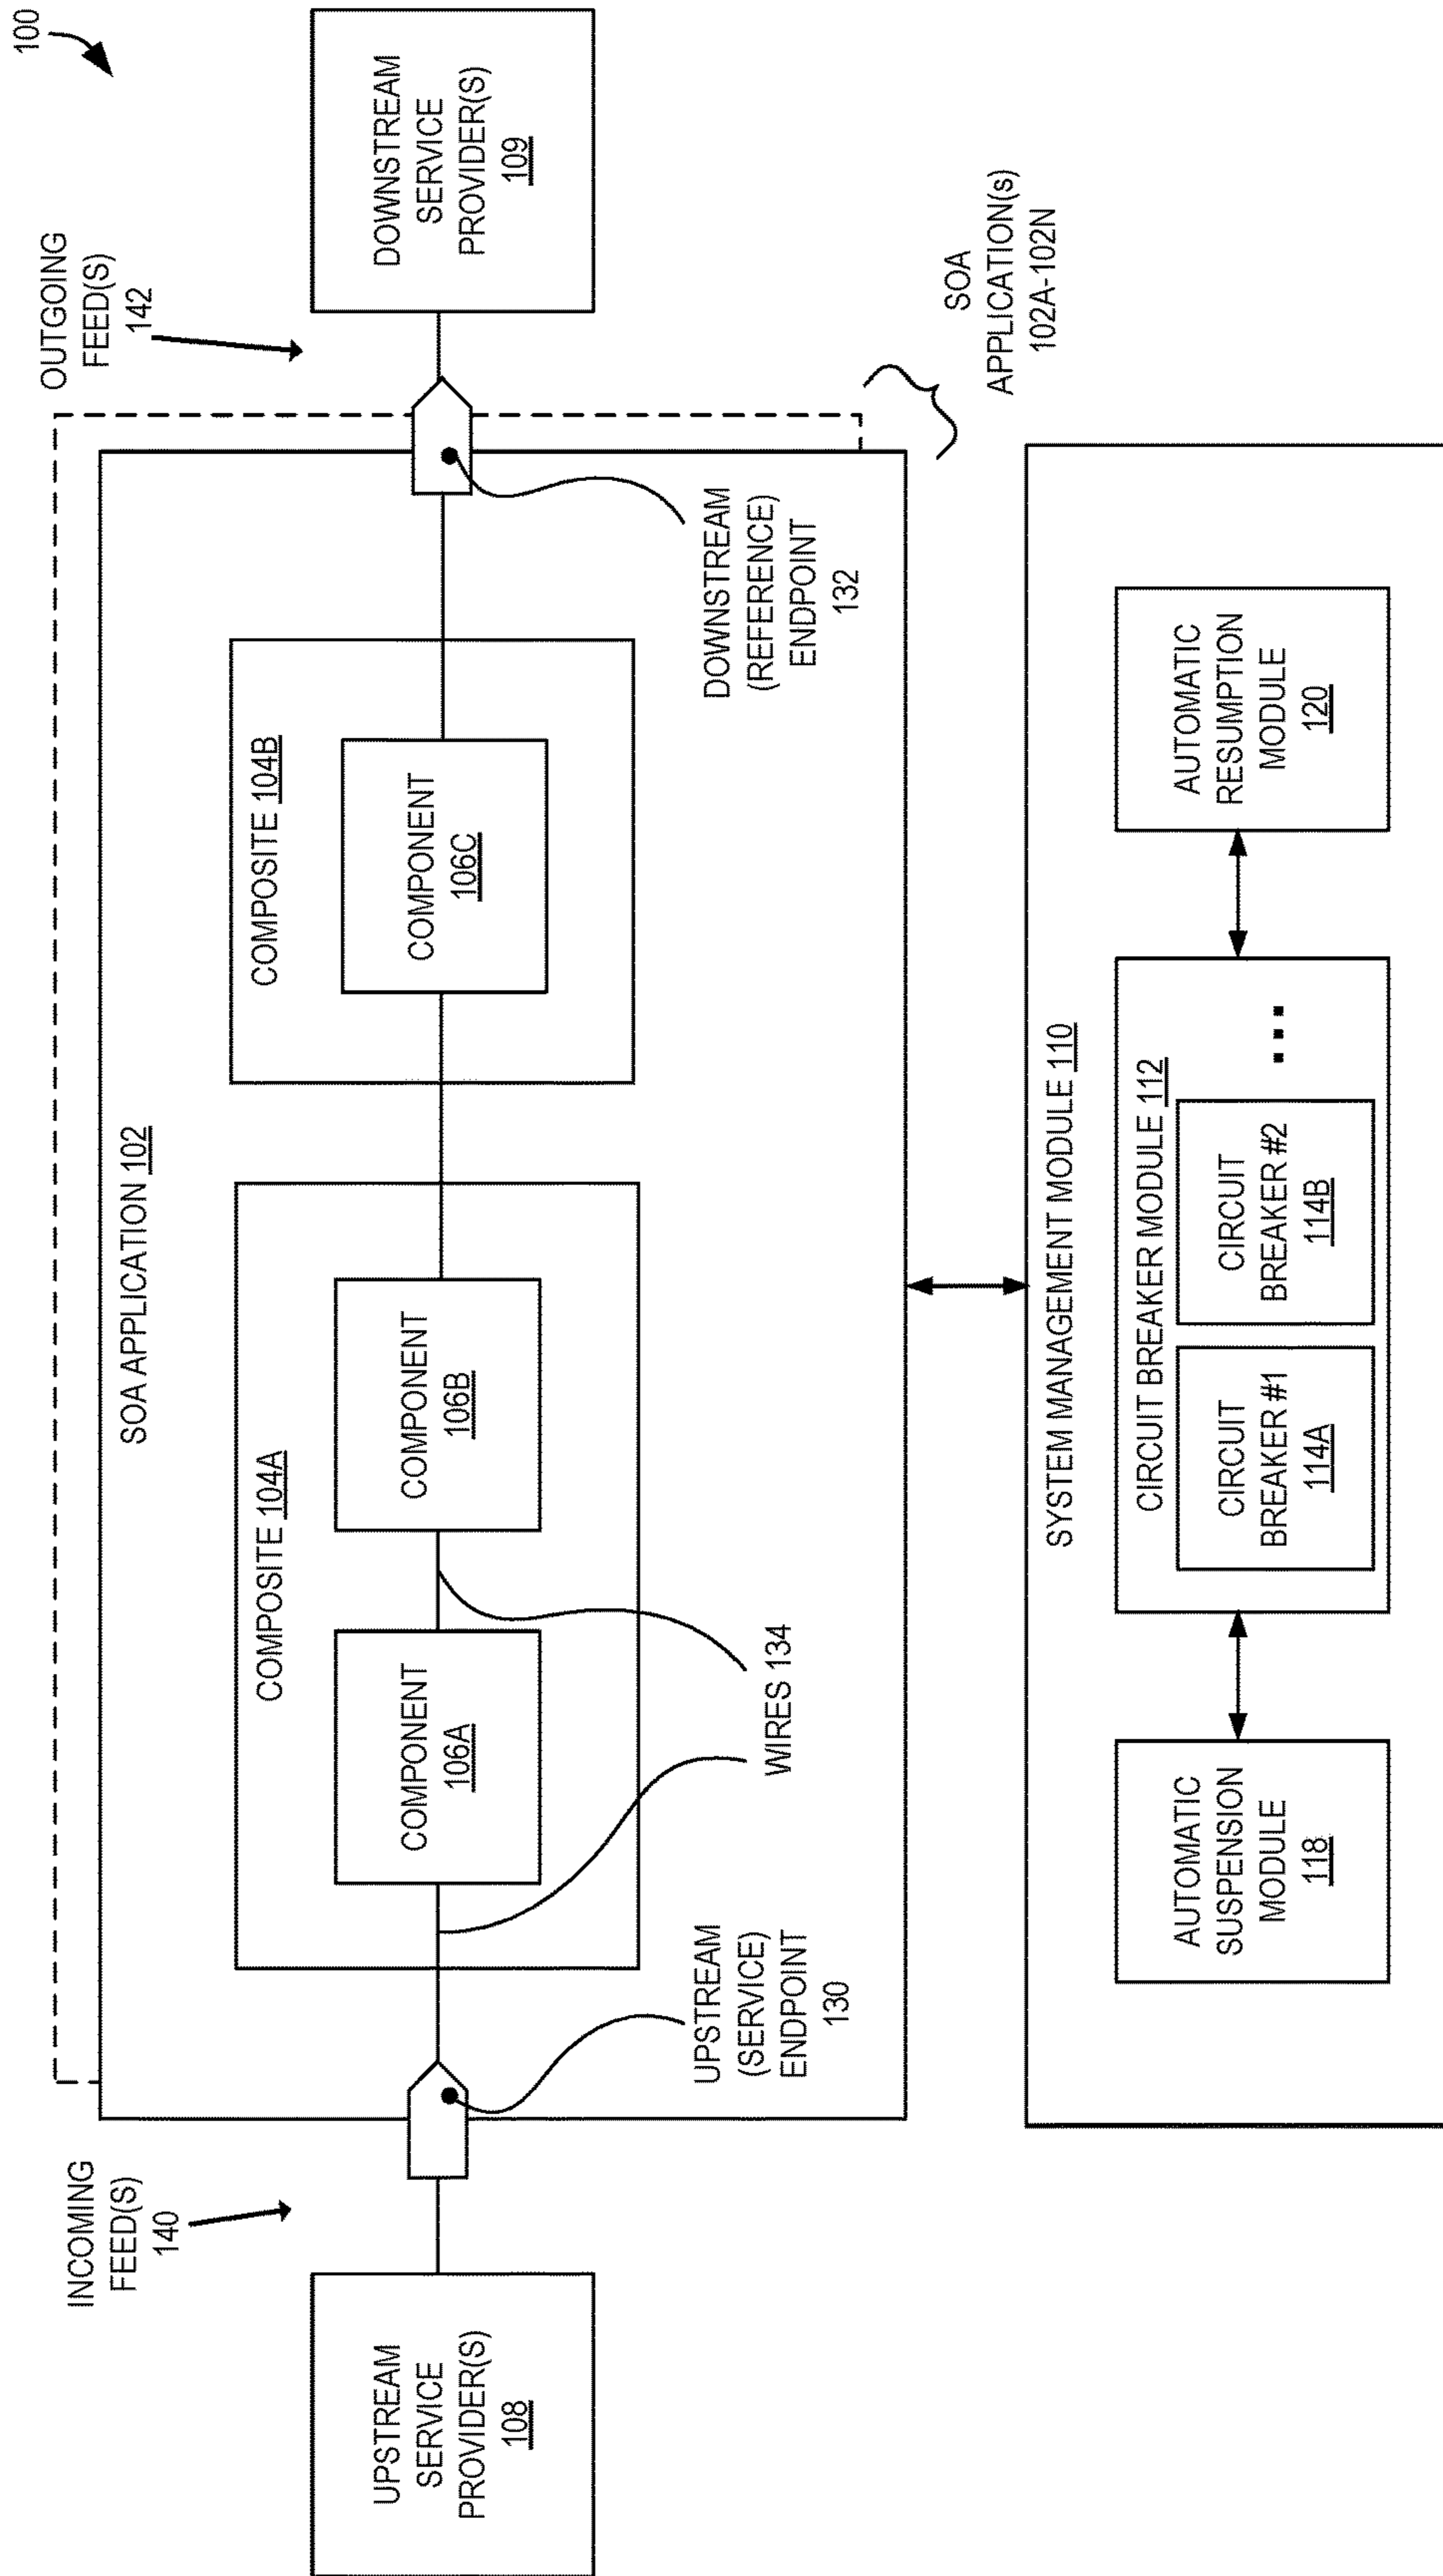 100
INCOMING
FEED(S)
140
OUTGOING
FEED(S)
142
UPSTREAM
SERVICE
PROVIDER(S)
108
SOA APPLICATION 102
COMPOSITE 104A
COMPONENT
106A
COMPONENT
106B
COMPOSITE 104B
COMPONENT
106C
DOWNSTREAM
SERVICE
PROVIDER(S)
109
UPSTREAM
(SERVICE)
ENDPOINT
130
WIRES 134
DOWNSTREAM
(REFERENCE)
ENDPOINT
132
SOA
APPLICATION(s)
102A-102N
SYSTEM MANAGEMENT MODULE 110
AUTOMATIC
SUSPENSION
MODULE
118
CIRCUIT BREAKER MODULE 112
CIRCUIT
BREAKER #1
114A
CIRCUIT
BREAKER #2
114B
...
AUTOMATIC
RESUMPTION
MODULE
120